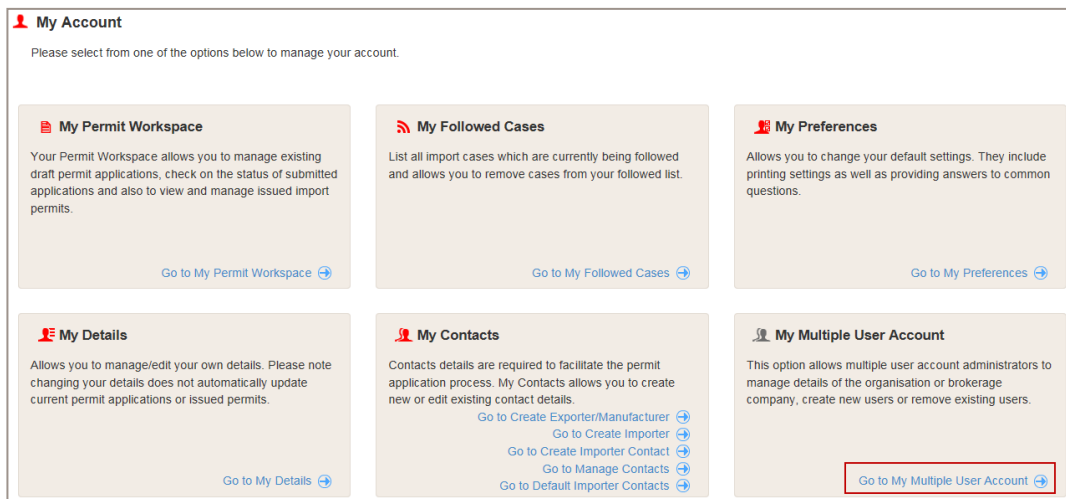 My Account
Please select from one of the options below to manage your account.
My Permit Workspace
Your Permit Workspace allows you to manage existing
draft permit applications, check on the status of submitted
applications and also to view and manage issued import
permits.
Go to My Permit Workspace
My Followed Cases
List all import cases which are currently being followed
and allows you to remove cases from your followed list.
Go to My Followed Cases
My Preferences
Allows you to change your default settings. They include
printing settings as well as providing answers to common
questions.
Go to My Preferences
My Details
Allows you to manage/edit your own details. Please note
changing your details does not automatically update
current permit applications or issued permits.
Go to My Details
My Contacts
Contacts details are required to facilitate the permit
application process. My Contacts allows you to create
new or edit existing contact details.
Go to Create Exporter/Manufacturer
Go to Create Importer
Go to Create Importer Contact
Go to Manage Contacts
Go to Default Importer Contacts
My Multiple User Account
This option allows multiple user account administrators to
manage details of the organisation or brokerage
company, create new users or remove existing users.
Go to My Multiple User Account